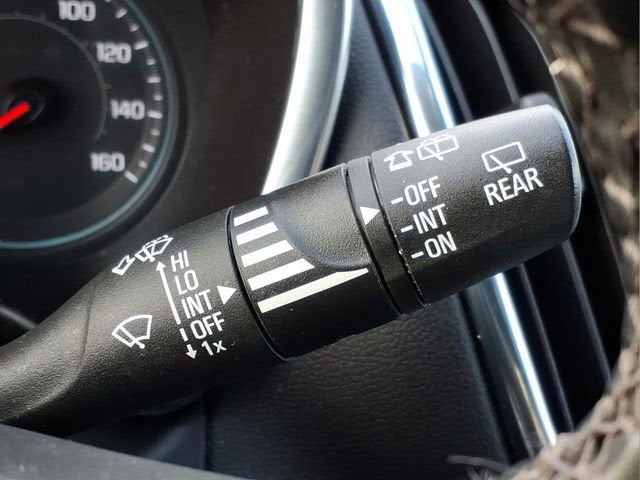 100
120
140
160
HI
LO
INT
OFF
1x
-OFF
-INT
-ON
REAR